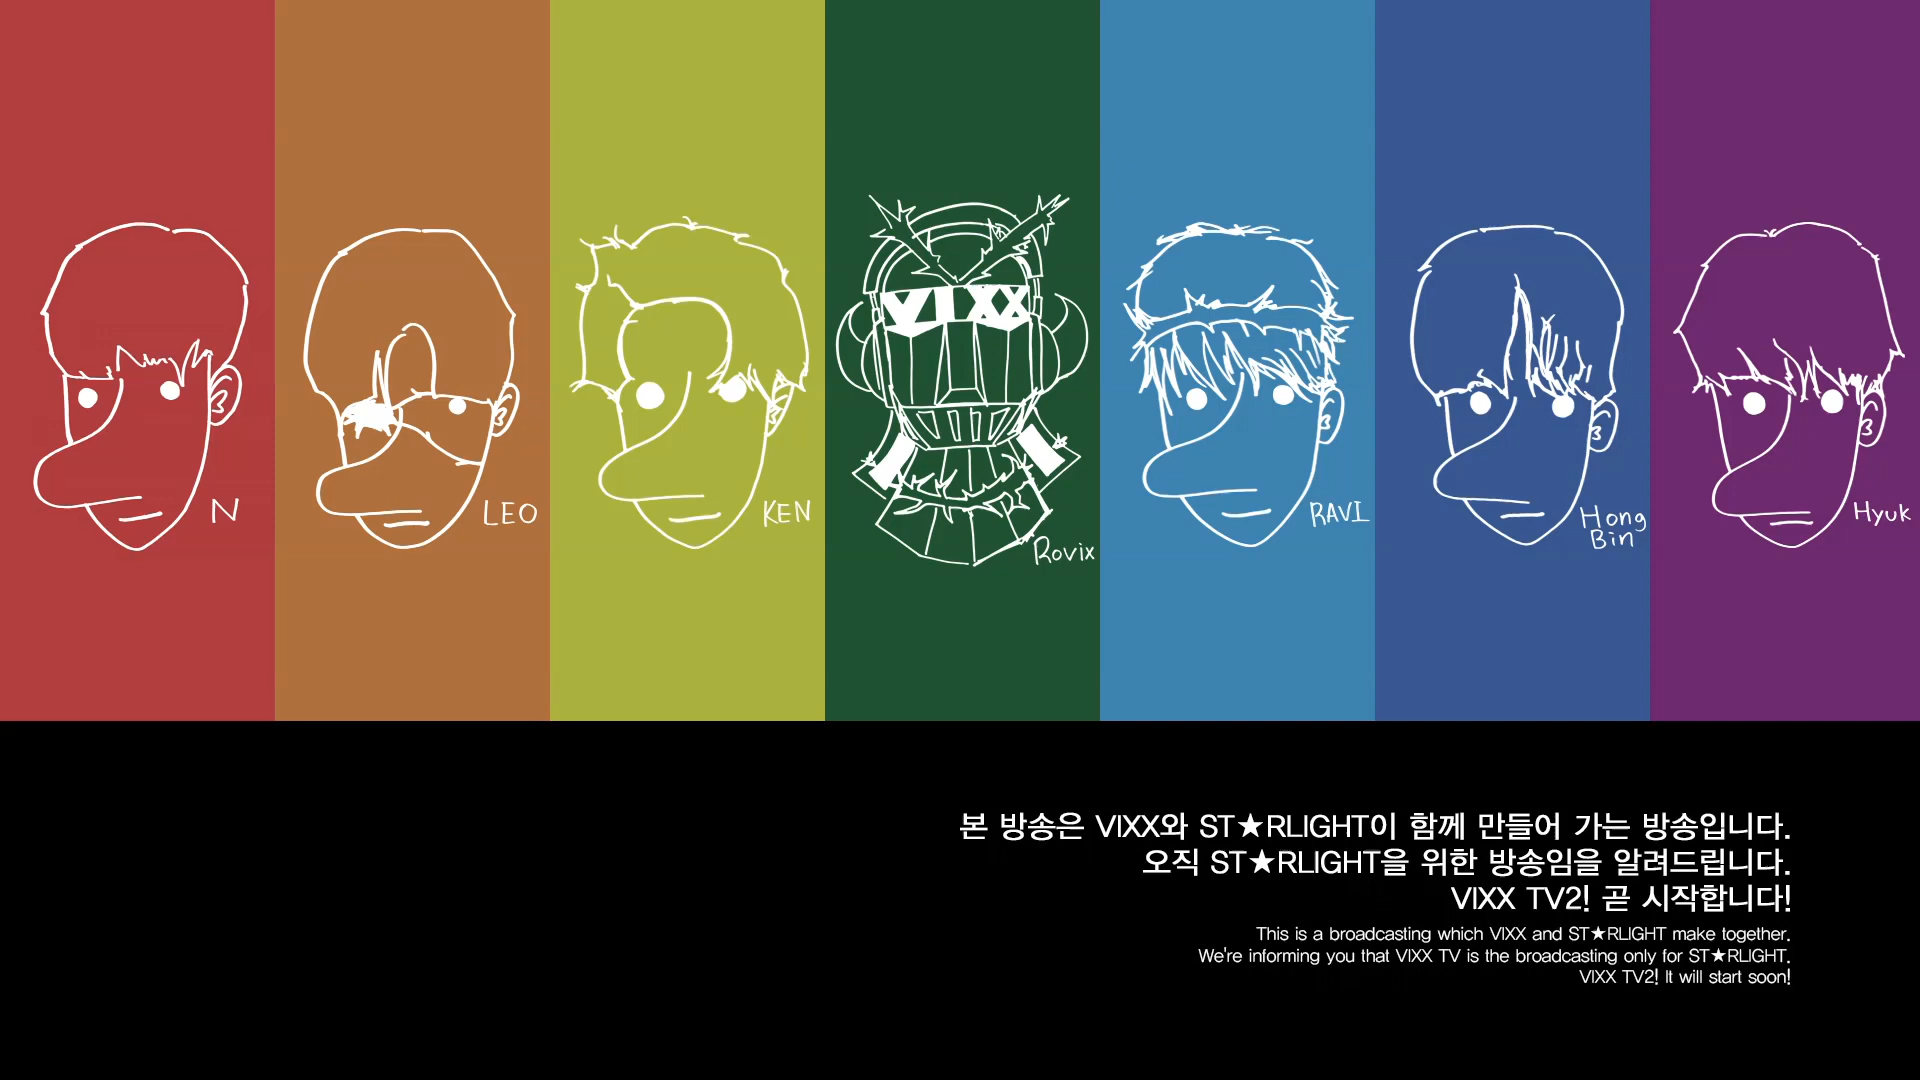 VIXX
N
LEO
KEN
Rovix
RAVI
Hong
Bin
Hyuk
본 방송은 VIXX와 ST★RLIGHT이 함께 만들어 가는 방송입니다.
오직 ST★RLIGHT을 위한 방송임을 알려드립니다.
VIXX TV2! 곧 시작합니다!
This is a broadcasting which VIXX and ST★RLIGHT make together.
We're informing you that VIXX TV is the broadcasting only for ST★RLIGHT.
VIXX TV2! It will start soon!